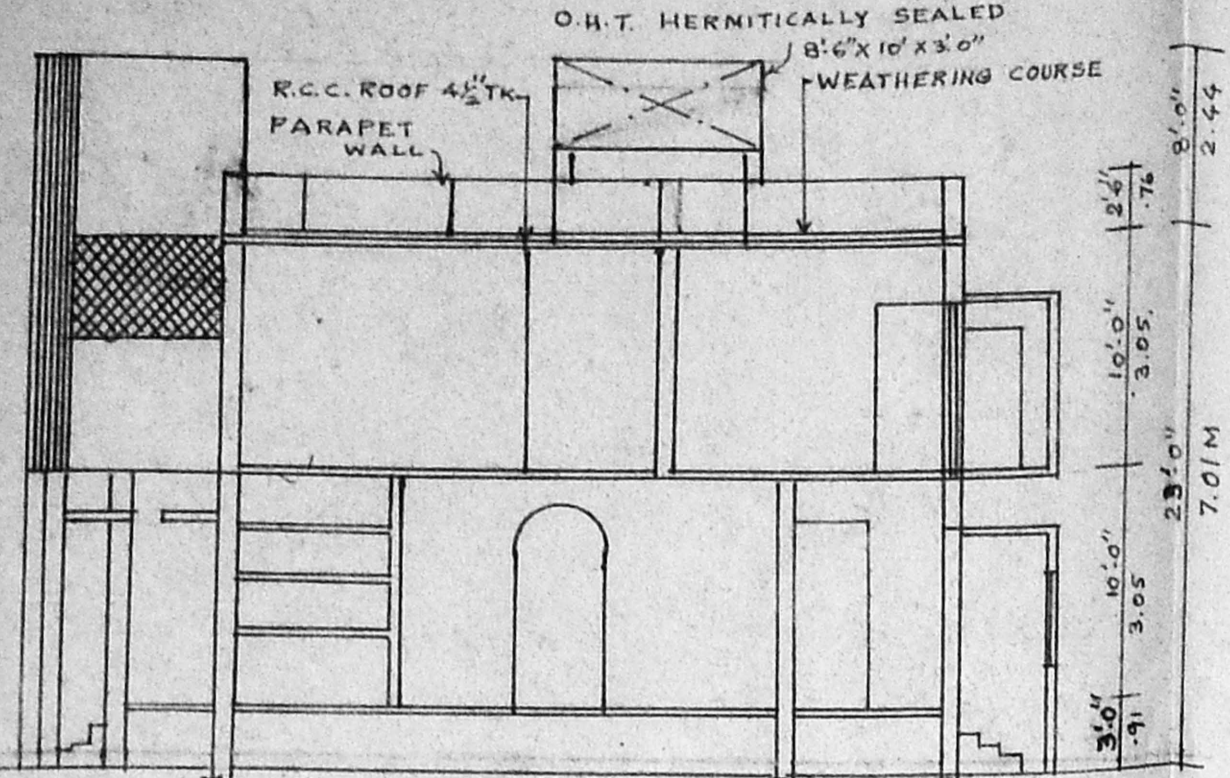 O.H.T. HERMITICALLY SEALED
8'.6"X 10' X 3'.0"
WEATHERING COURSE
R.C.C. ROOF 4½" TK.
PARAPET
WALL
8'.0"
2.44
2'.6"
.76
10'.0"
3.05.
23'.0"
7.01 M
10'.0"
3.05
3'.0"
.91